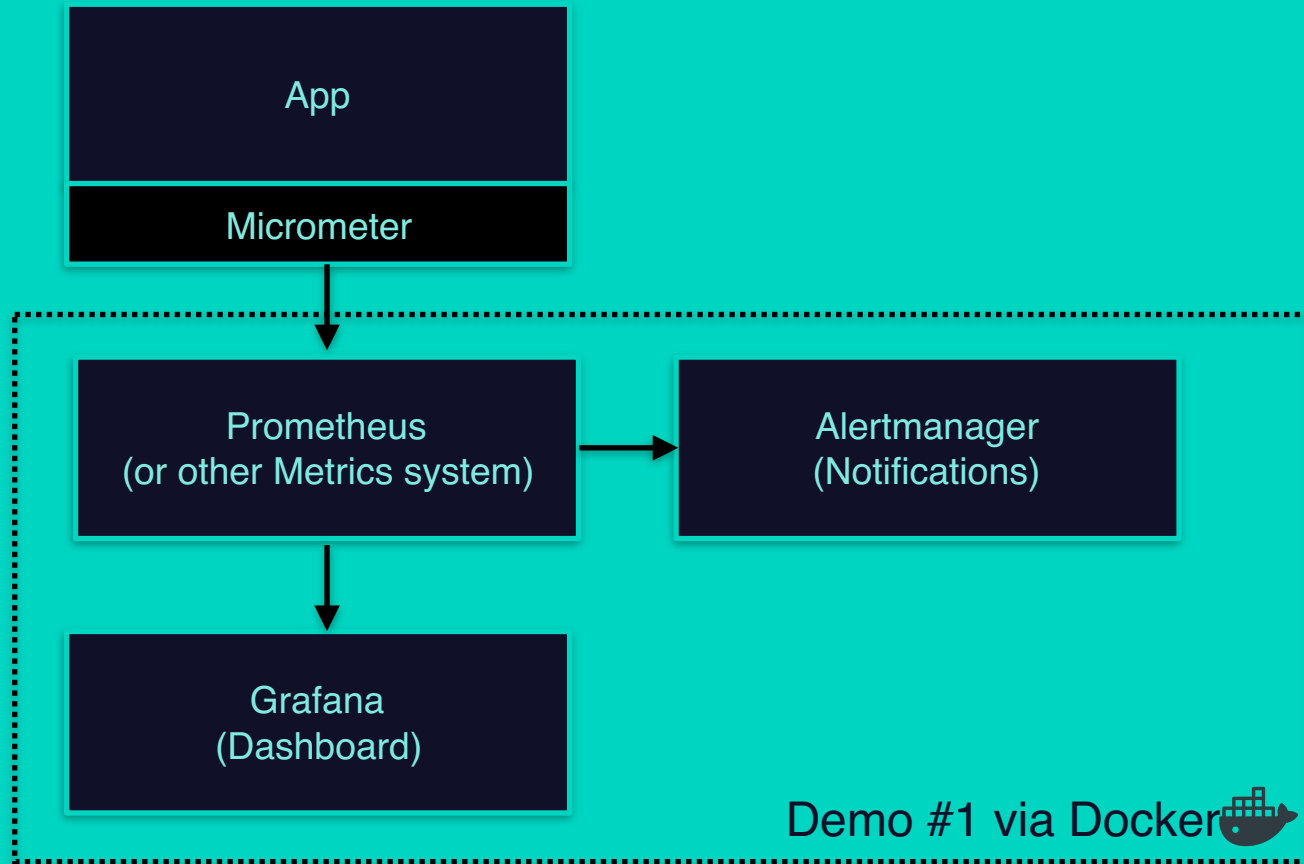 App
Micrometer
Prometheus
(or other Metrics system)
Alertmanager
(Notifications)
Grafana
(Dashboard)
Demo #1 via Docker